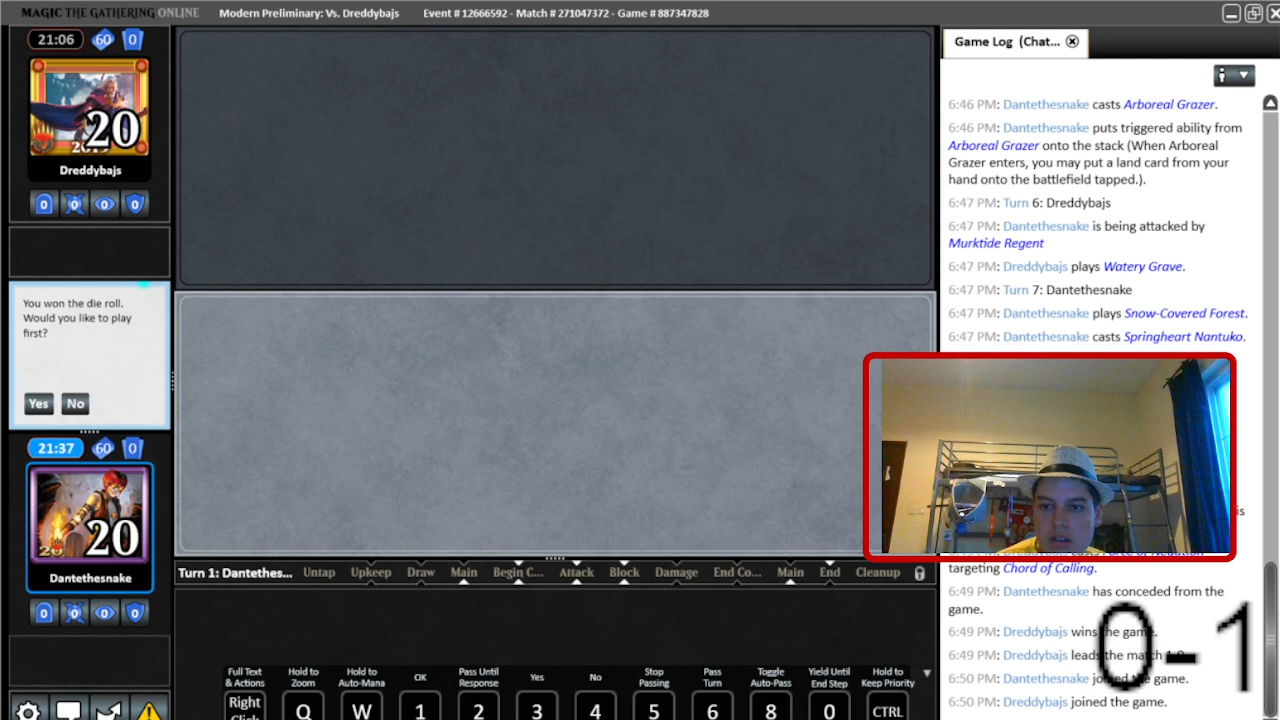 MAGIC THE GATHERING ONLINE
Modern Preliminary: Vs. Dreddybajs
Event # 12666592 - Match # 271047372 - Game # 887347828
21:06
60
0
20
Dreddybajs
0
0
0
0
You won the die roll.
Would you like to play
first?
Yes
No
21:37
60
0
20
Dantethesnake
0
0
0
0
Turn 1: Dantethes...
Untap
Upkeep
Draw
Main
Begin C...
Attack
Block
Damage
End Co...
Main
End
Cleanup
Full Text
& Actions
Right
Click
Hold to
Zoom
Q
Hold to
Auto-Mana
W
OK
1
Pass Until
Response
2
Yes
3
No
4
Stop
Passing
5
Pass
Turn
6
Toggle
Auto-Pass
8
Yield Until
End Step
0
Hold to
Keep Priority
CTRL
Game Log (Chat...
6:46 PM: Dantethesnake casts Arboreal Grazer.
6:46 PM: Dantethesnake puts triggered ability from
Arboreal Grazer onto the stack (When Arboreal
Grazer enters, you may put a land card from your
hand onto the battlefield tapped.).
6:47 PM: Turn 6: Dreddybajs
6:47 PM: Dantethesnake is being attacked by
Murktide Regent
6:47 PM: Dreddybajs plays Watery Grave.
6:47 PM: Turn 7: Dantethesnake
6:47 PM: Dantethesnake plays Snow-Covered Forest.
6:47 PM: Dantethesnake casts Springheart Nantuko.
is
targeting Chord of Calling.
6:49 PM: Dantethesnake has conceded from the
game.
6:49 PM: Dreddybajs wins the game.
6:49 PM: Dreddybajs leads the match
6:50 PM: Dantethesnake joined the game.
6:50 PM: Dreddybajs joined the game.
0-1